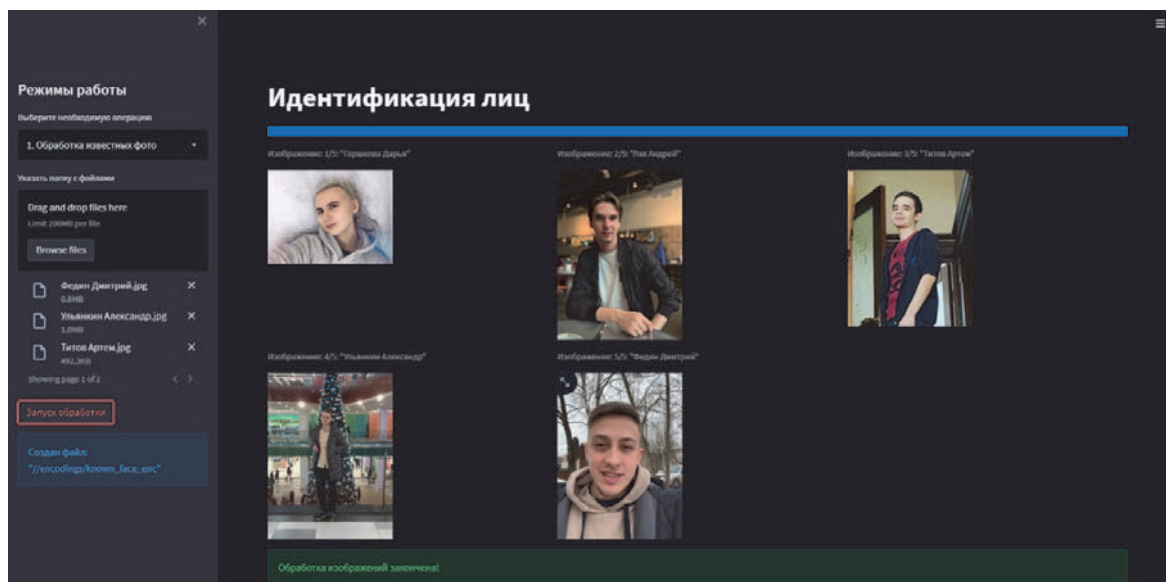 Режимы работы
Выберите необходимую операцию
1. Обработка известных фото
Указать папку с файлами
Drag and drop files here
Limit 200MB per file
Browse files
Федин Дмитрий.jpg
0.8MB
Ульянкин Александр.jpg
1.0MB
Титов Артем.jpg
492.3KB
Showing page 1 of 2
Запуск обработки
Создан файл:
"//encodings/known_face_enc"
Идентификация лиц
Изображение: 1/5: "Горшкова Дарья"
Изображение: 2/5: "Лях Андрей"
Изображение: 3/5: "Титов Артем"
Изображение: 4/5: "Ульянкин Александр"
Изображение: 5/5: "Федин Дмитрий"
Обработка изображений закончена!